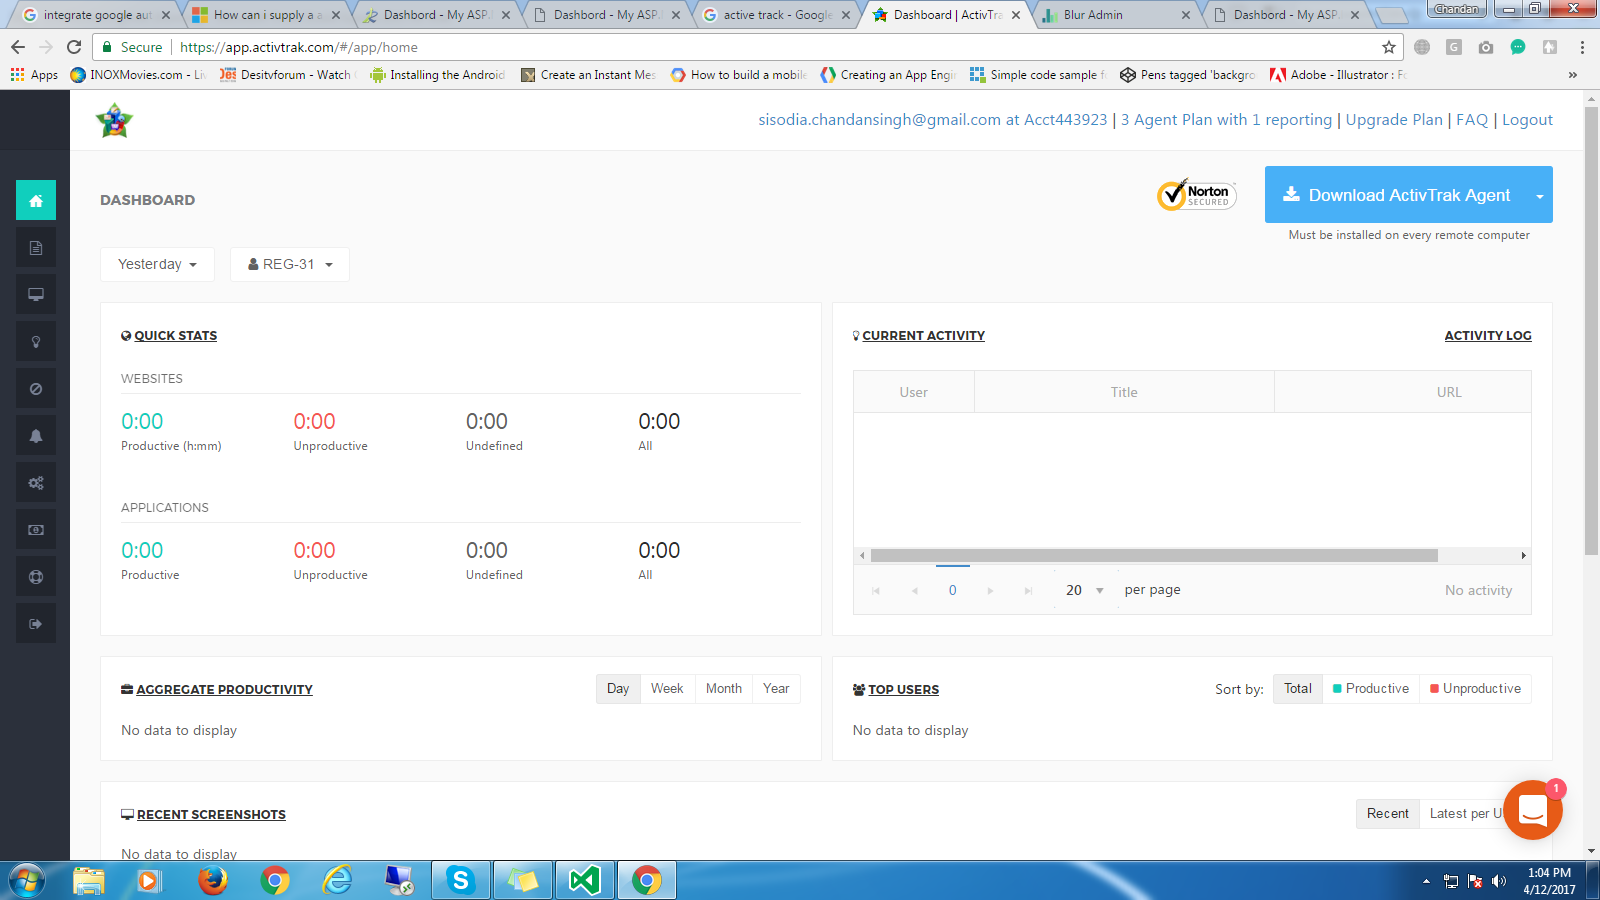 integrate google aut
How can i supply a a
Dashbord - My ASP.
Dashbord - My ASP.
active track - Google
Dashboard | ActivTra
Blur Admin
Dashbord - My ASP.
Chandan
Secure
https://app.activtrak.com/#/app/home
Apps
INOXMovies.com - Liv
Desitvforum - Watch
Installing the Android
Create an Instant Mes
How to build a mobile
Creating an App Engi
Simple code sample f
Pens tagged 'backgro
Adobe - Illustrator : Fo
sisodia.chandansingh@gmail.com at Acct443923 | 3 Agent Plan with 1 reporting | Upgrade Plan | FAQ | Logout
DASHBOARD
Norton
SECURED
Download ActivTrak Agent
Must be installed on every remote computer
Yesterday
REG-31
QUICK STATS
WEBSITES
0:00 0:00 0:00 0:00
Productive (h:mm) Unproductive Undefined All
APPLICATIONS
0:00 0:00 0:00 0:00
Productive Unproductive Undefined All
CURRENT ACTIVITY
ACTIVITY LOG
User Title URL
0 20 per page No activity
AGGREGATE PRODUCTIVITY
Day Week Month Year
No data to display
TOP USERS
Sort by: Total Productive Unproductive
No data to display
RECENT SCREENSHOTS
Recent Latest per U
1
No data to display
1:04 PM
4/12/2017